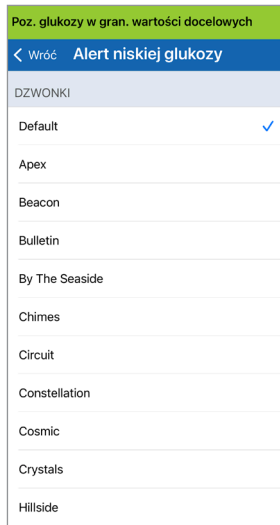 Poz. glukozy w gran. wartości docelowych
Wróć Alert niskiej glukozy
DZWONKI
Default
Apex
Beacon
Bulletin
By The Seaside
Chimes
Circuit
Constellation
Cosmic
Crystals
Hillside